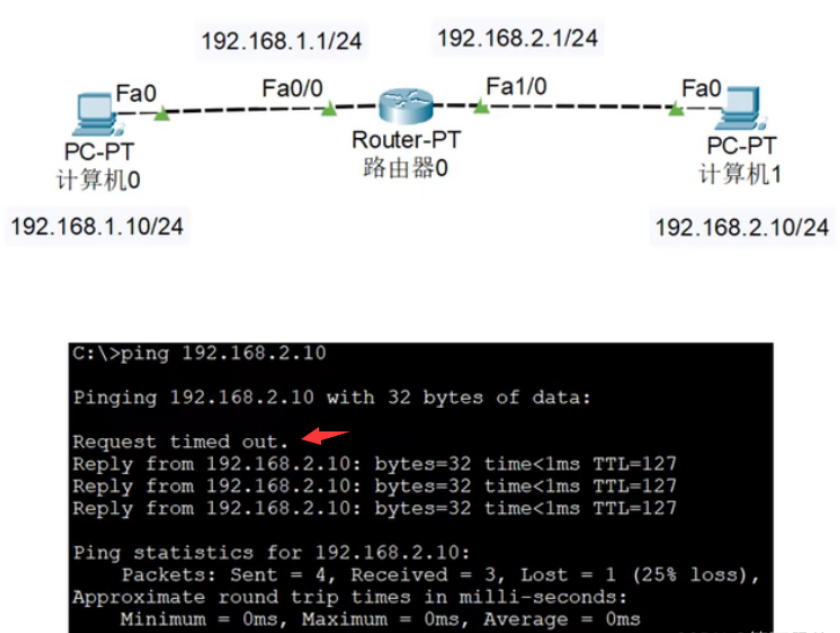 192.168.1.1/24
192.168.2.1/24
Fa0
Fa0/0
Fa1/0
Fa0
PC-PT
计算机0
Router-PT
路由器0
PC-PT
计算机1
192.168.1.10/24
192.168.2.10/24
C:\>ping 192.168.2.10
Pinging 192.168.2.10 with 32 bytes of data:
Request timed out.
Reply from 192.168.2.10: bytes=32 time<1ms TTL=127
Reply from 192.168.2.10: bytes=32 time<1ms TTL=127
Reply from 192.168.2.10: bytes=32 time<1ms TTL=127
Ping statistics for 192.168.2.10:
Packets: Sent = 4, Received = 3, Lost = 1 (25% loss),
Approximate round trip times in milli-seconds:
Minimum = 0ms, Maximum = 0ms, Average = 0ms